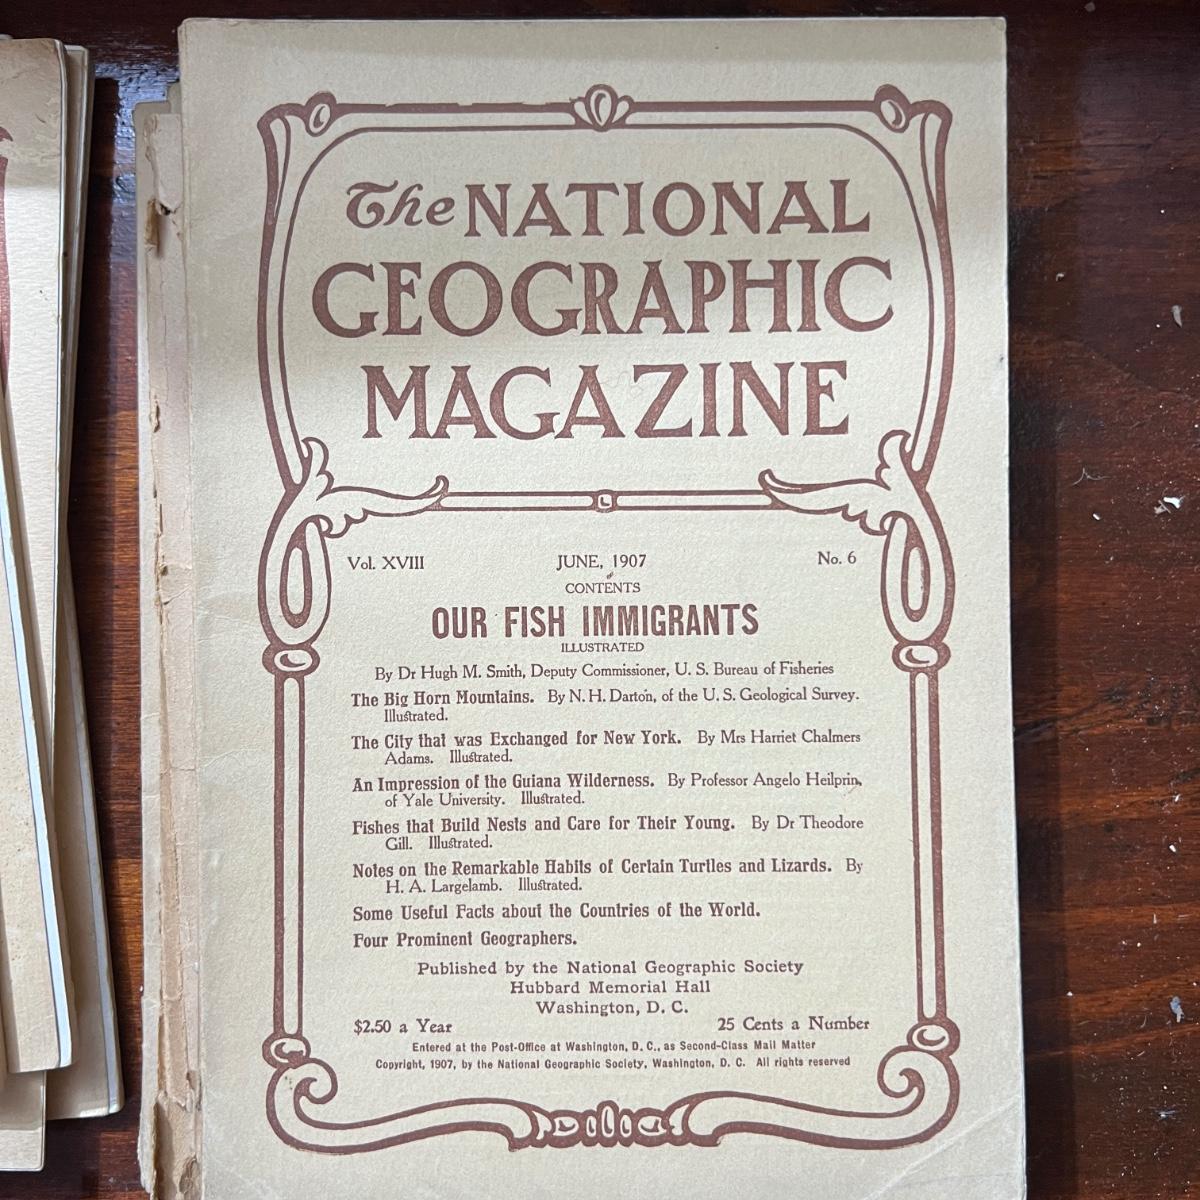 The NATIONAL
GEOGRAPHIC
MAGAZINE
Vol. XVIII JUNE, 1907 No. 6
CONTENTS
OUR FISH IMMIGRANTS
ILLUSTRATED
By Dr Hugh M. Smith, Deputy Commissioner, U. S. Bureau of Fisheries
The Big Horn Mountains. By N. H. Darton, of the U. S. Geological Survey.
Illustrated.
The City that was Exchanged for New York. By Mrs Harriet Chalmers
Adams. Illustrated.
An Impression of the Guiana Wilderness. By Professor Angelo Heilprin,
of Yale University. Illustrated.
Fishes that Build Nests and Care for Their Young. By Dr Theodore
Gill. Illustrated.
Notes on the Remarkable Habits of Certain Turtles and Lizards. By
H. A. Largelamb. Illustrated.
Some Useful Facts about the Countries of the World.
Four Prominent Geographers.
Published by the National Geographic Society
Hubbard Memorial Hall
Washington, D. C.
$2.50 a Year 25 Cents a Number
Entered at the Post-Office at Washington, D. C., as Second-Class Mail Matter
Copyright, 1907, by the National Geographic Society, Washington, D. C. All rights reserved